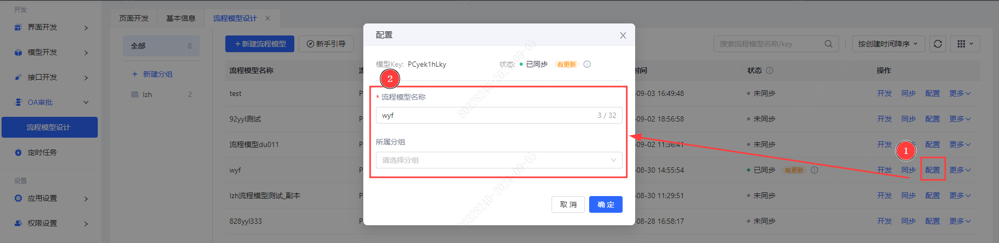 开发
界面开发
模型开发
接口开发
OA审批
流程模型设计
定时任务
设置
应用设置
权限设置
页面开发 基本信息 流程模型设计
全部 8
+ 新建分组
lzh 2
+新建流程模型 新手引导
搜索流程模型名称/key 按创建时间降序
流程模型名称 时间 状态 操作
test P -09-03 16:49:48 未同步 开发 同步 配置 更多
92yyl测试 P -09-02 18:56:58 未同步 开发 同步 配置 更多
流程模型du011 P -09-02 11:36:41 未同步 开发 同步 配置 更多
wyf P -08-30 14:55:54 已同步 有更新 开发 同步 配置 更多
lzh流程模型测试_副本 P -08-30 11:29:51 未同步 开发 同步 配置 更多
828yyl333 P -08-28 16:58:17 未同步 开发 同步 配置 更多
配置
模型Key: PCyek1hLky 状态: 已同步 有更新
2
* 流程模型名称
wyf 3 / 32
所属分组
请选择分组
取 消 确 定
1
80328240-2024-09-05
80328240-2024-09-05